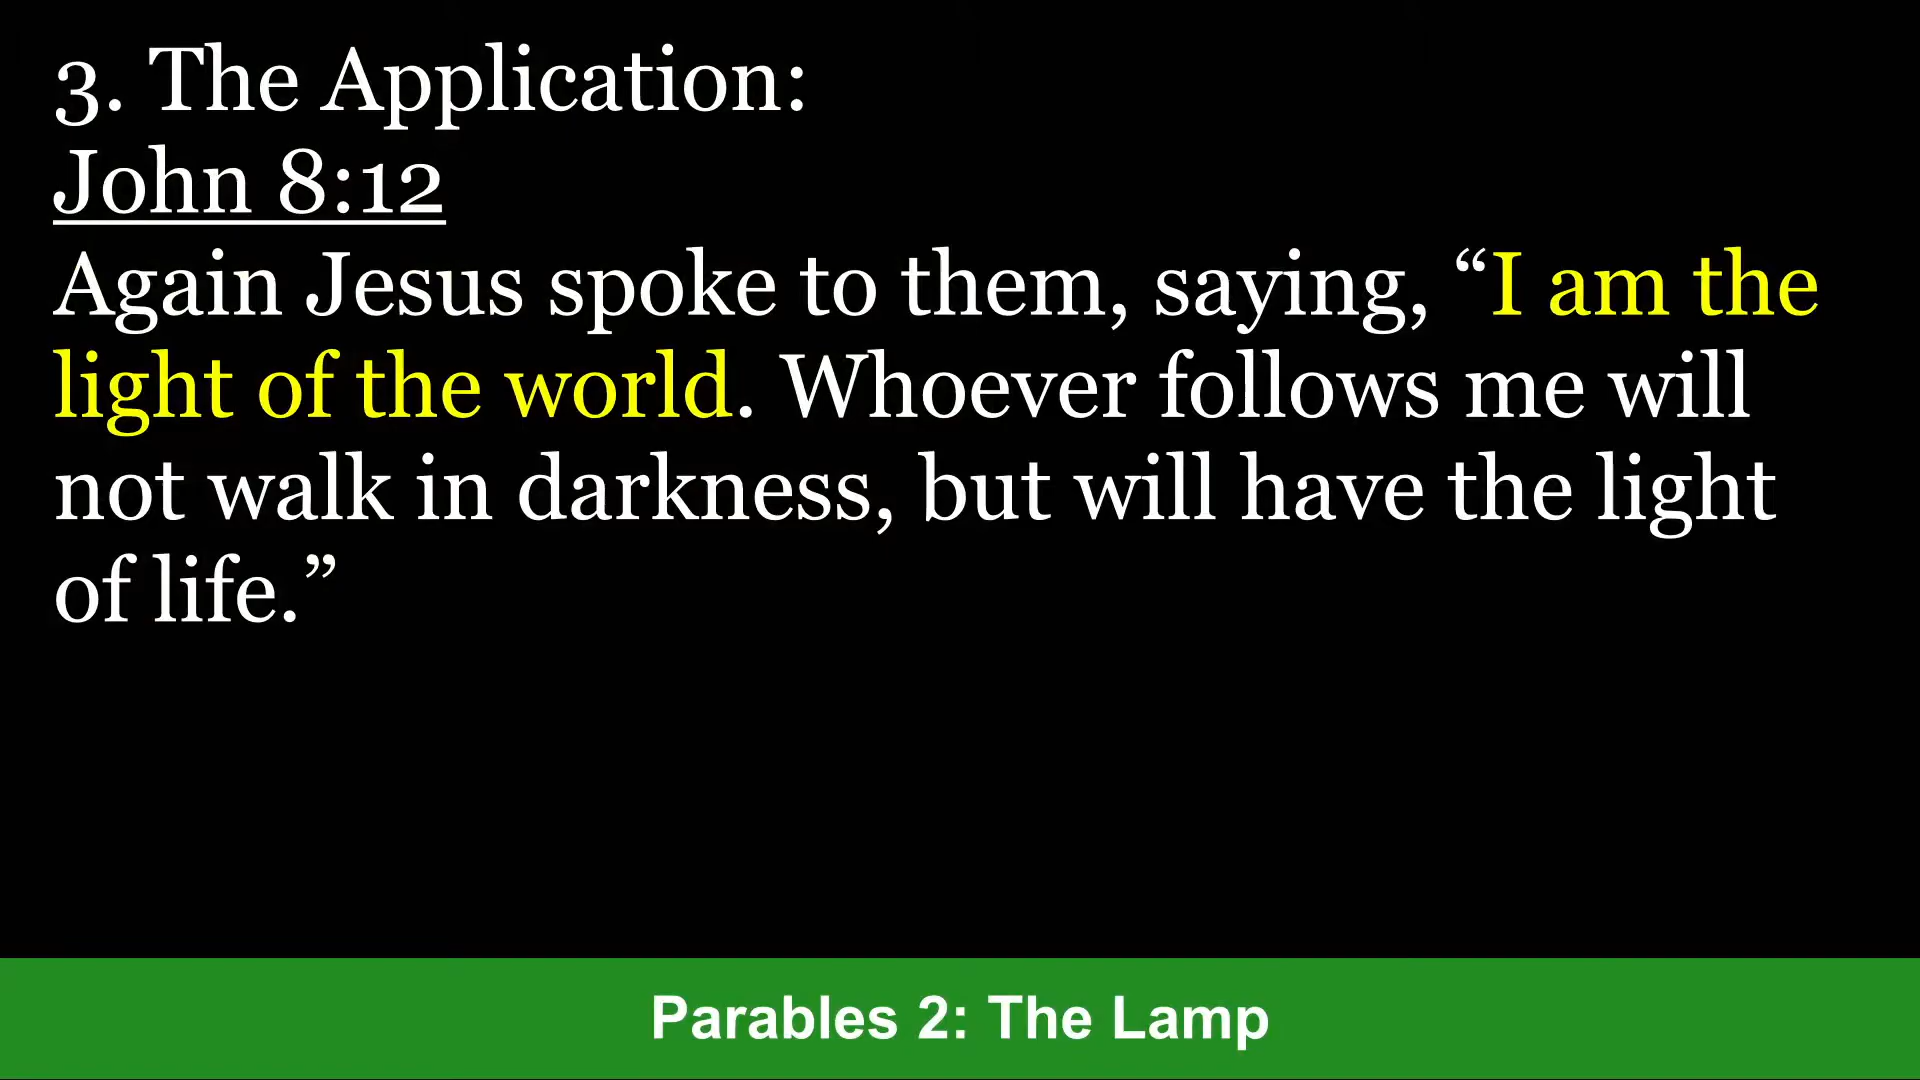 3. The Application:
John 8:12
Again Jesus spoke to them, saying, “I am the
light of the world. Whoever follows me will
not walk in darkness, but will have the light
of life.”
Parables 2: The Lamp